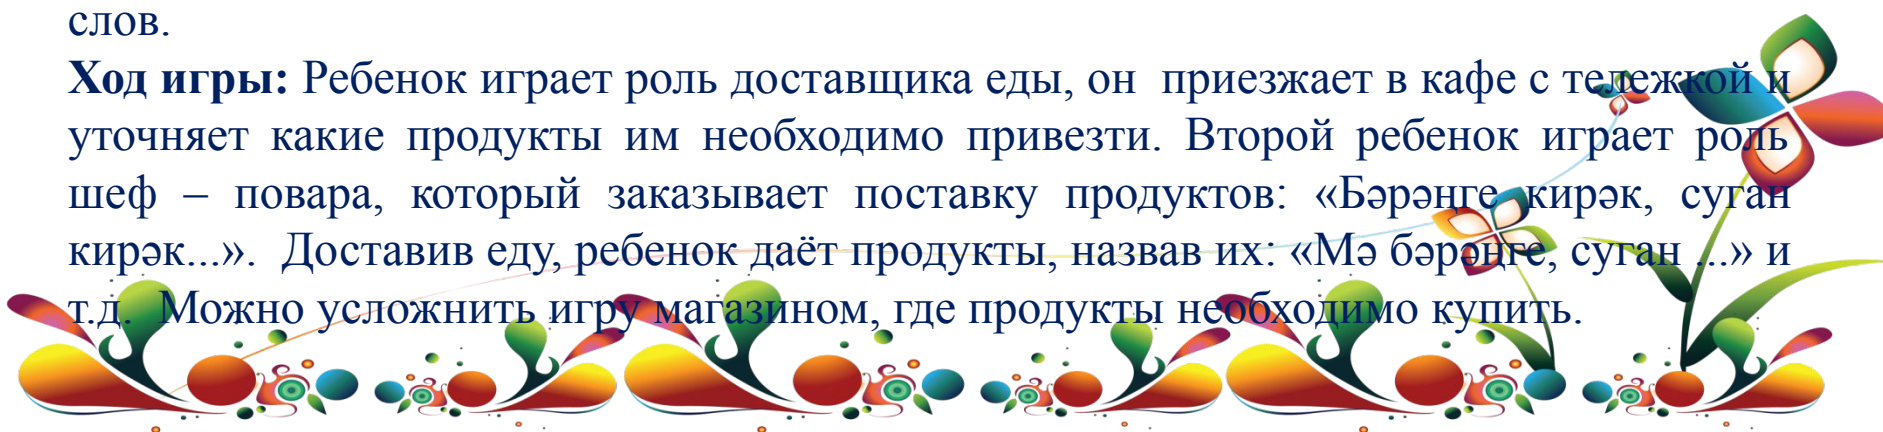 слов.
Ход игры: Ребенок играет роль доставщика еды, он приезжает в кафе с тележкой и
уточняет какие продукты им необходимо привезти. Второй ребенок играет роль
шеф – повара, который заказывает поставку продуктов: «Бәрәңге кирәк, суган
кирәк...». Доставив еду, ребенок даёт продукты, назвав их: «Мә бәрәңге, суган ...» и
т.д. Можно усложнить игру магазином, где продукты необходимо купить.